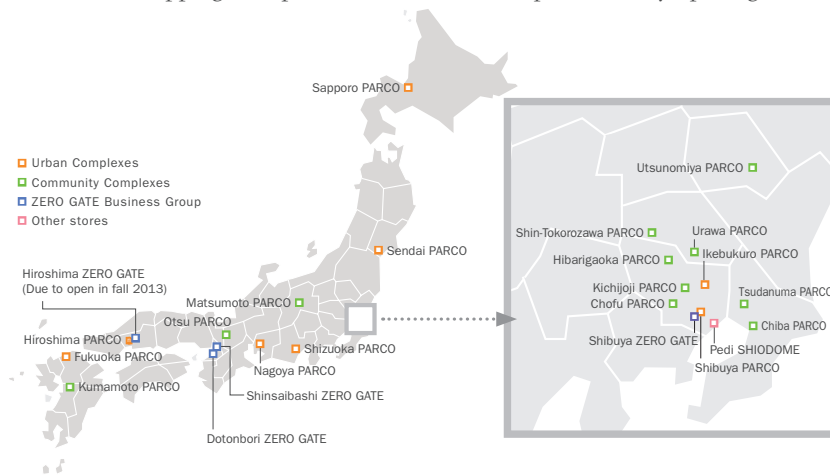 Sapporo PARCO
Urban Complexes
Community Complexes
ZERO GATE Business Group
Other stores
Sendai PARCO
Hiroshima ZERO GATE
(Due to open in fall 2013)
Matsumoto PARCO
Otsu PARCO
Hiroshima PARCO
Fukuoka PARCO
Shizuoka PARCO
Nagoya PARCO
Kumamoto PARCO
Shinsaibashi ZERO GATE
Dotonbori ZERO GATE
Utsunomiya PARCO
Shin-Tokorozawa PARCO
Urawa PARCO
Hibarigaoka PARCO
Ikebukuro PARCO
Kichijoji PARCO
Tsudanuma PARCO
Chofu PARCO
Chiba PARCO
Shibuya ZERO GATE
Pedi SHIODOME
Shibuya PARCO